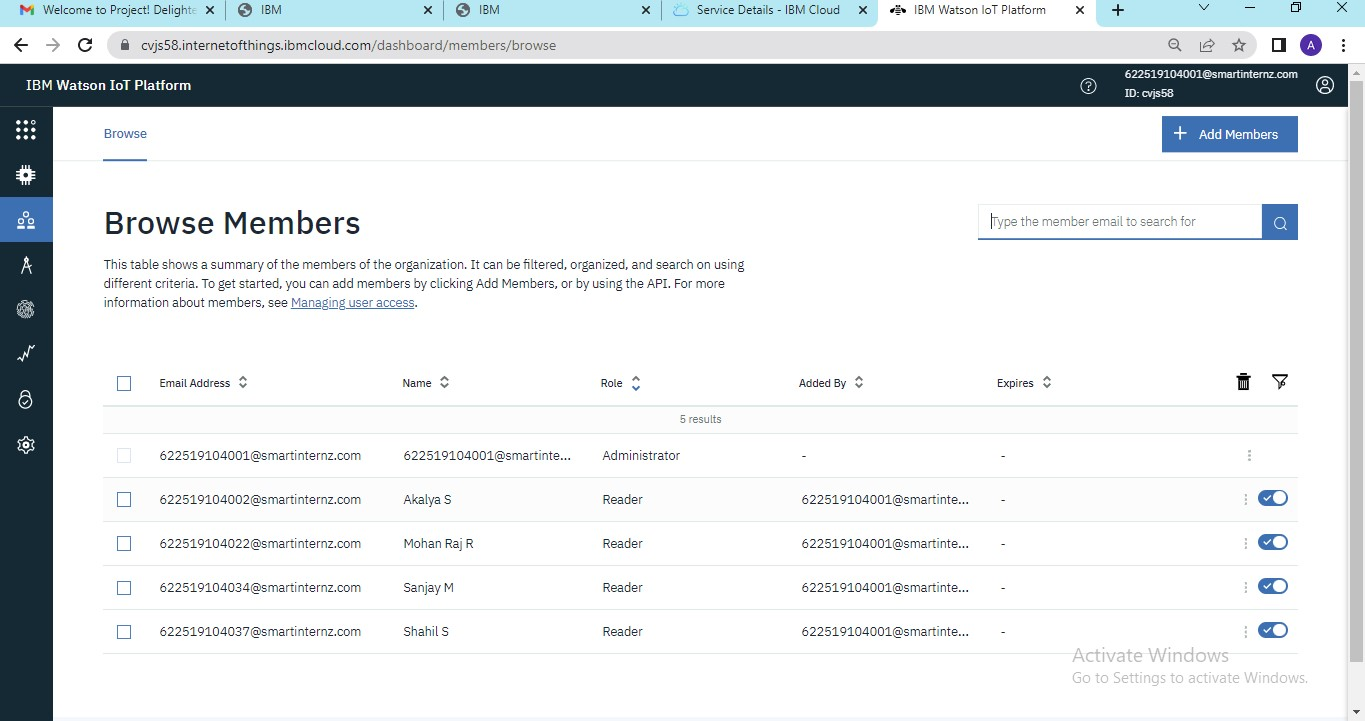 Welcome to Project! Delighte
IBM
IBM
Service Details - IBM Cloud
IBM Watson IoT Platform
cvjs58.internetofthings.ibmcloud.com/dashboard/members/browse
A
IBM Watson IoT Platform
622519104001@smartinternz.com
ID: cvjs58
Browse
Add Members
Browse Members
Type the member email to search for
This table shows a summary of the members of the organization. It can be filtered, organized, and search on using
different criteria. To get started, you can add members by clicking Add Members, or by using the API. For more
information about members, see Managing user access.
Email Address Name Role Added By Expires
5 results
622519104001@smartinternz.com 622519104001@smartinte... Administrator - -
622519104002@smartinternz.com Akalya S Reader 622519104001@smartinte... -
622519104022@smartinternz.com Mohan Raj R Reader 622519104001@smartinte... -
622519104034@smartinternz.com Sanjay M Reader 622519104001@smartinte... -
622519104037@smartinternz.com Shahil S Reader 622519104001@smartinte... -
Activate Windows
Go to Settings to activate Windows.